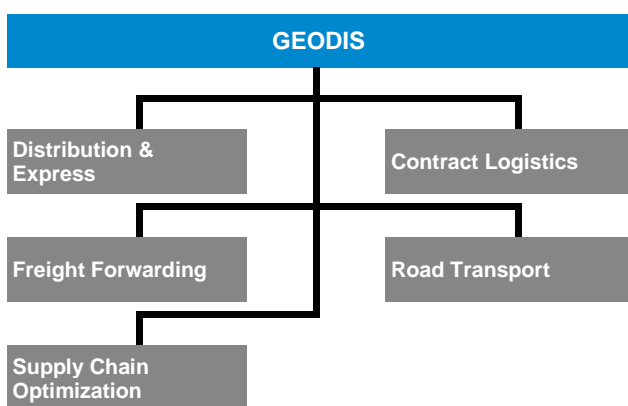 GEODIS
Distribution &
Express
Contract Logistics
Freight Forwarding
Road Transport
Supply Chain
Optimization